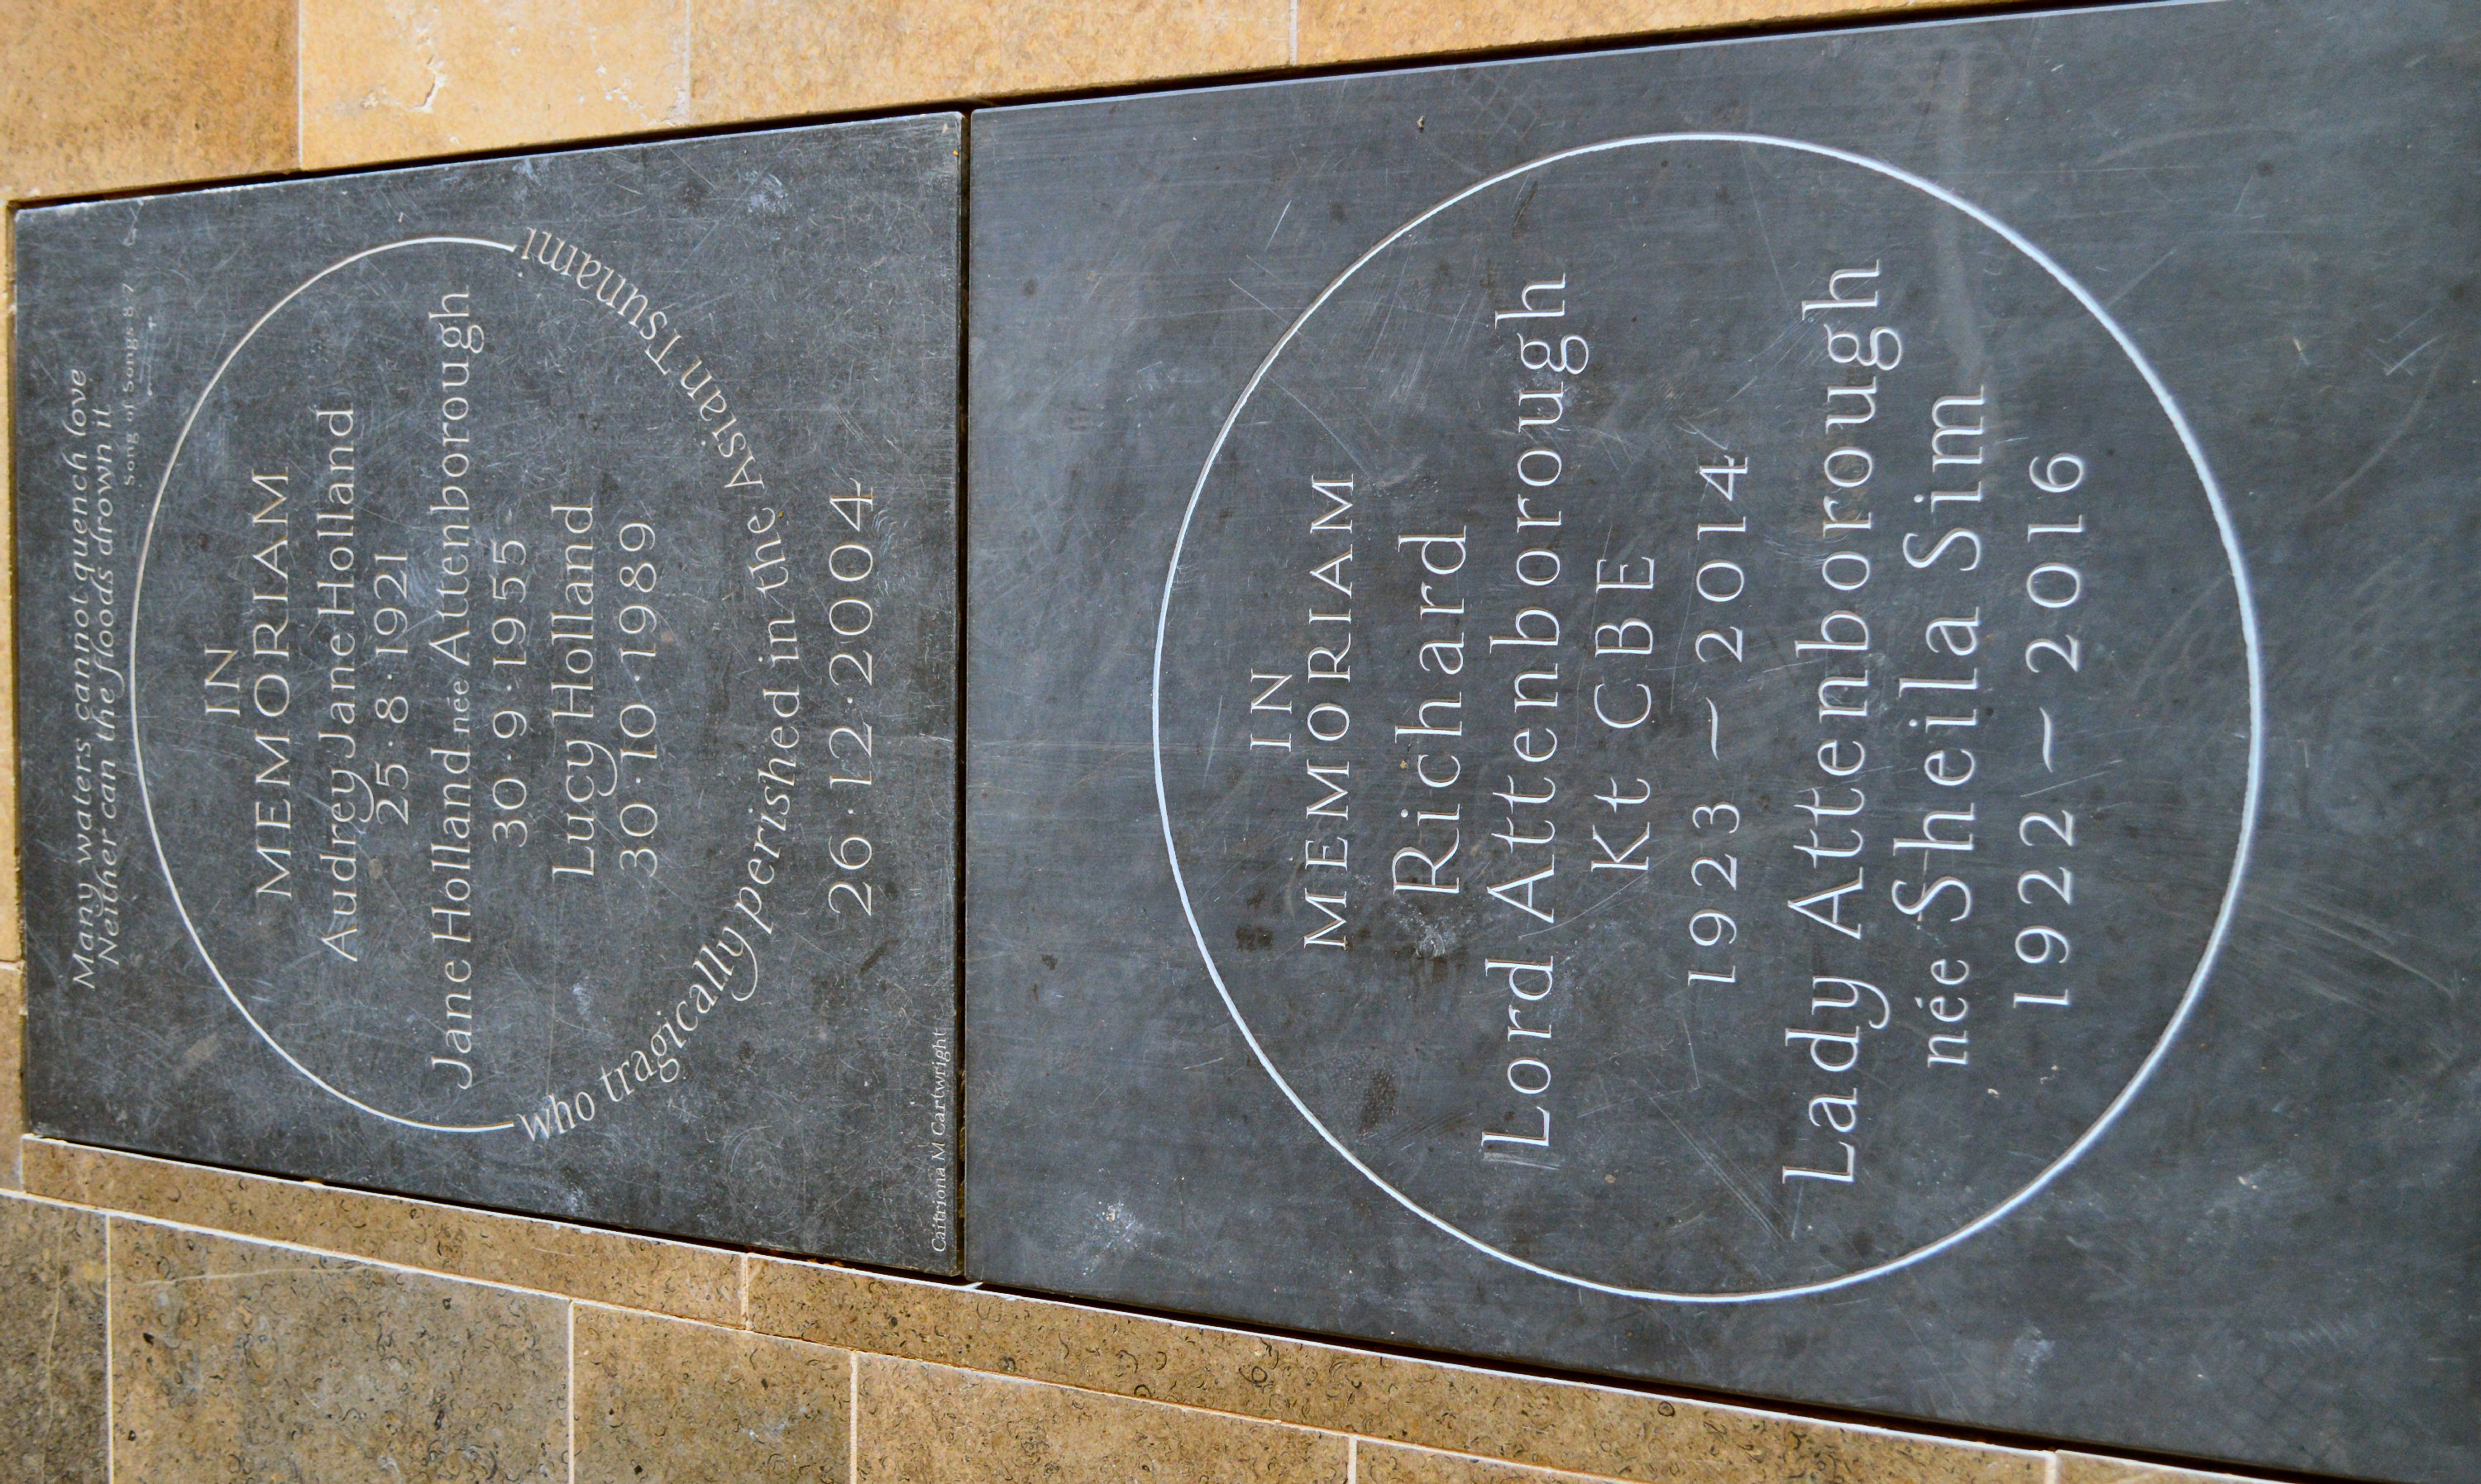 Many waters cannot quench love
Neither can the floods drown it
Song of Songs 8·7
IN
MEMORIAM
Audrey Jane Holland
25·8·1921
Jane Holland née Attenborough
30·9·1955
Lucy Holland
30·10·1989
who tragically perished in the Asian Tsunami
26·12·2004
Caitriona M Cartwright
IN
MEMORIAM
Richard
Lord Attenborough
Kt CBE
1923 ~ 2014
Lady Attenborough
née Sheila Sim
1922 ~ 2016